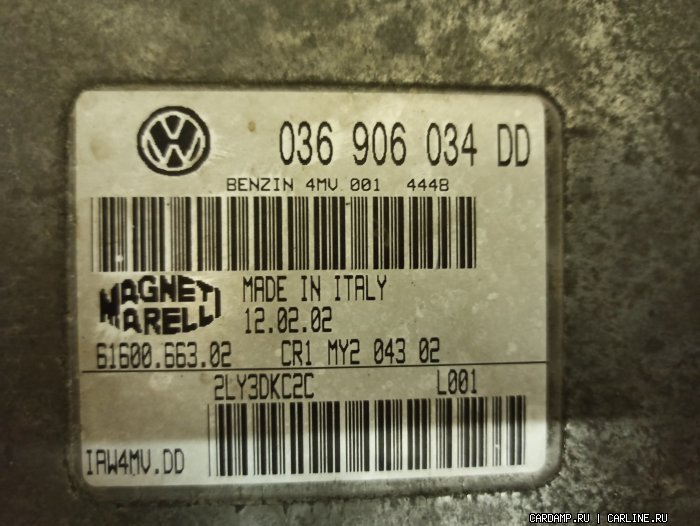 VW
036 906 034 DD
BENZIN 4MV 001 4448
MAGNETI
MARELLI
MADE IN ITALY
12.02.02
61600.663.02 CR1 MY2 043 02
2LY3DKC2C L001
IAW4MV.DD
CARDAMP.RU | CARLINE.RU